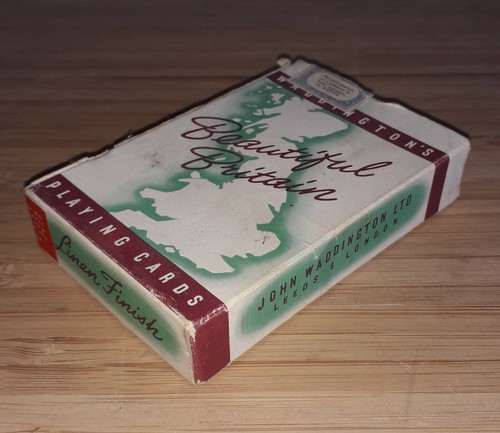 WADDINGTON'S
Beautiful
Britain
PLAYING CARDS
Linen Finish
JOHN WADDINGTON LTD
LEEDS & LONDON